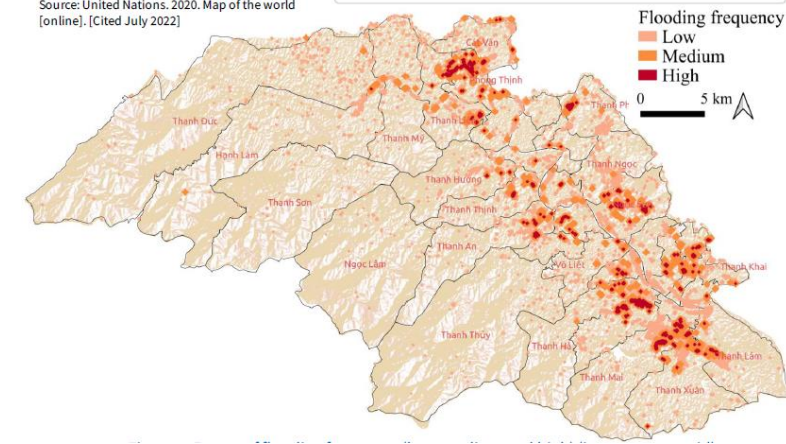 Source: United Nations. 2020. Map of the world
[online]. [Cited July 2022]
Flooding frequency
Low
Medium
High
0 5 km
Cát Văn
Phong Thịnh
Thanh Đức
Hạnh Lâm
Thanh Mỹ
Thanh
Thanh
Thanh Ngọc
Thanh Hương
Thanh Sơn
Thanh Thịnh
Thanh An
Ngọc Lâm
Võ Liệt
Thanh Khai
Thanh Thủy
Thanh Hà
Thanh Lâm
Thanh Mai
Thanh Xuân